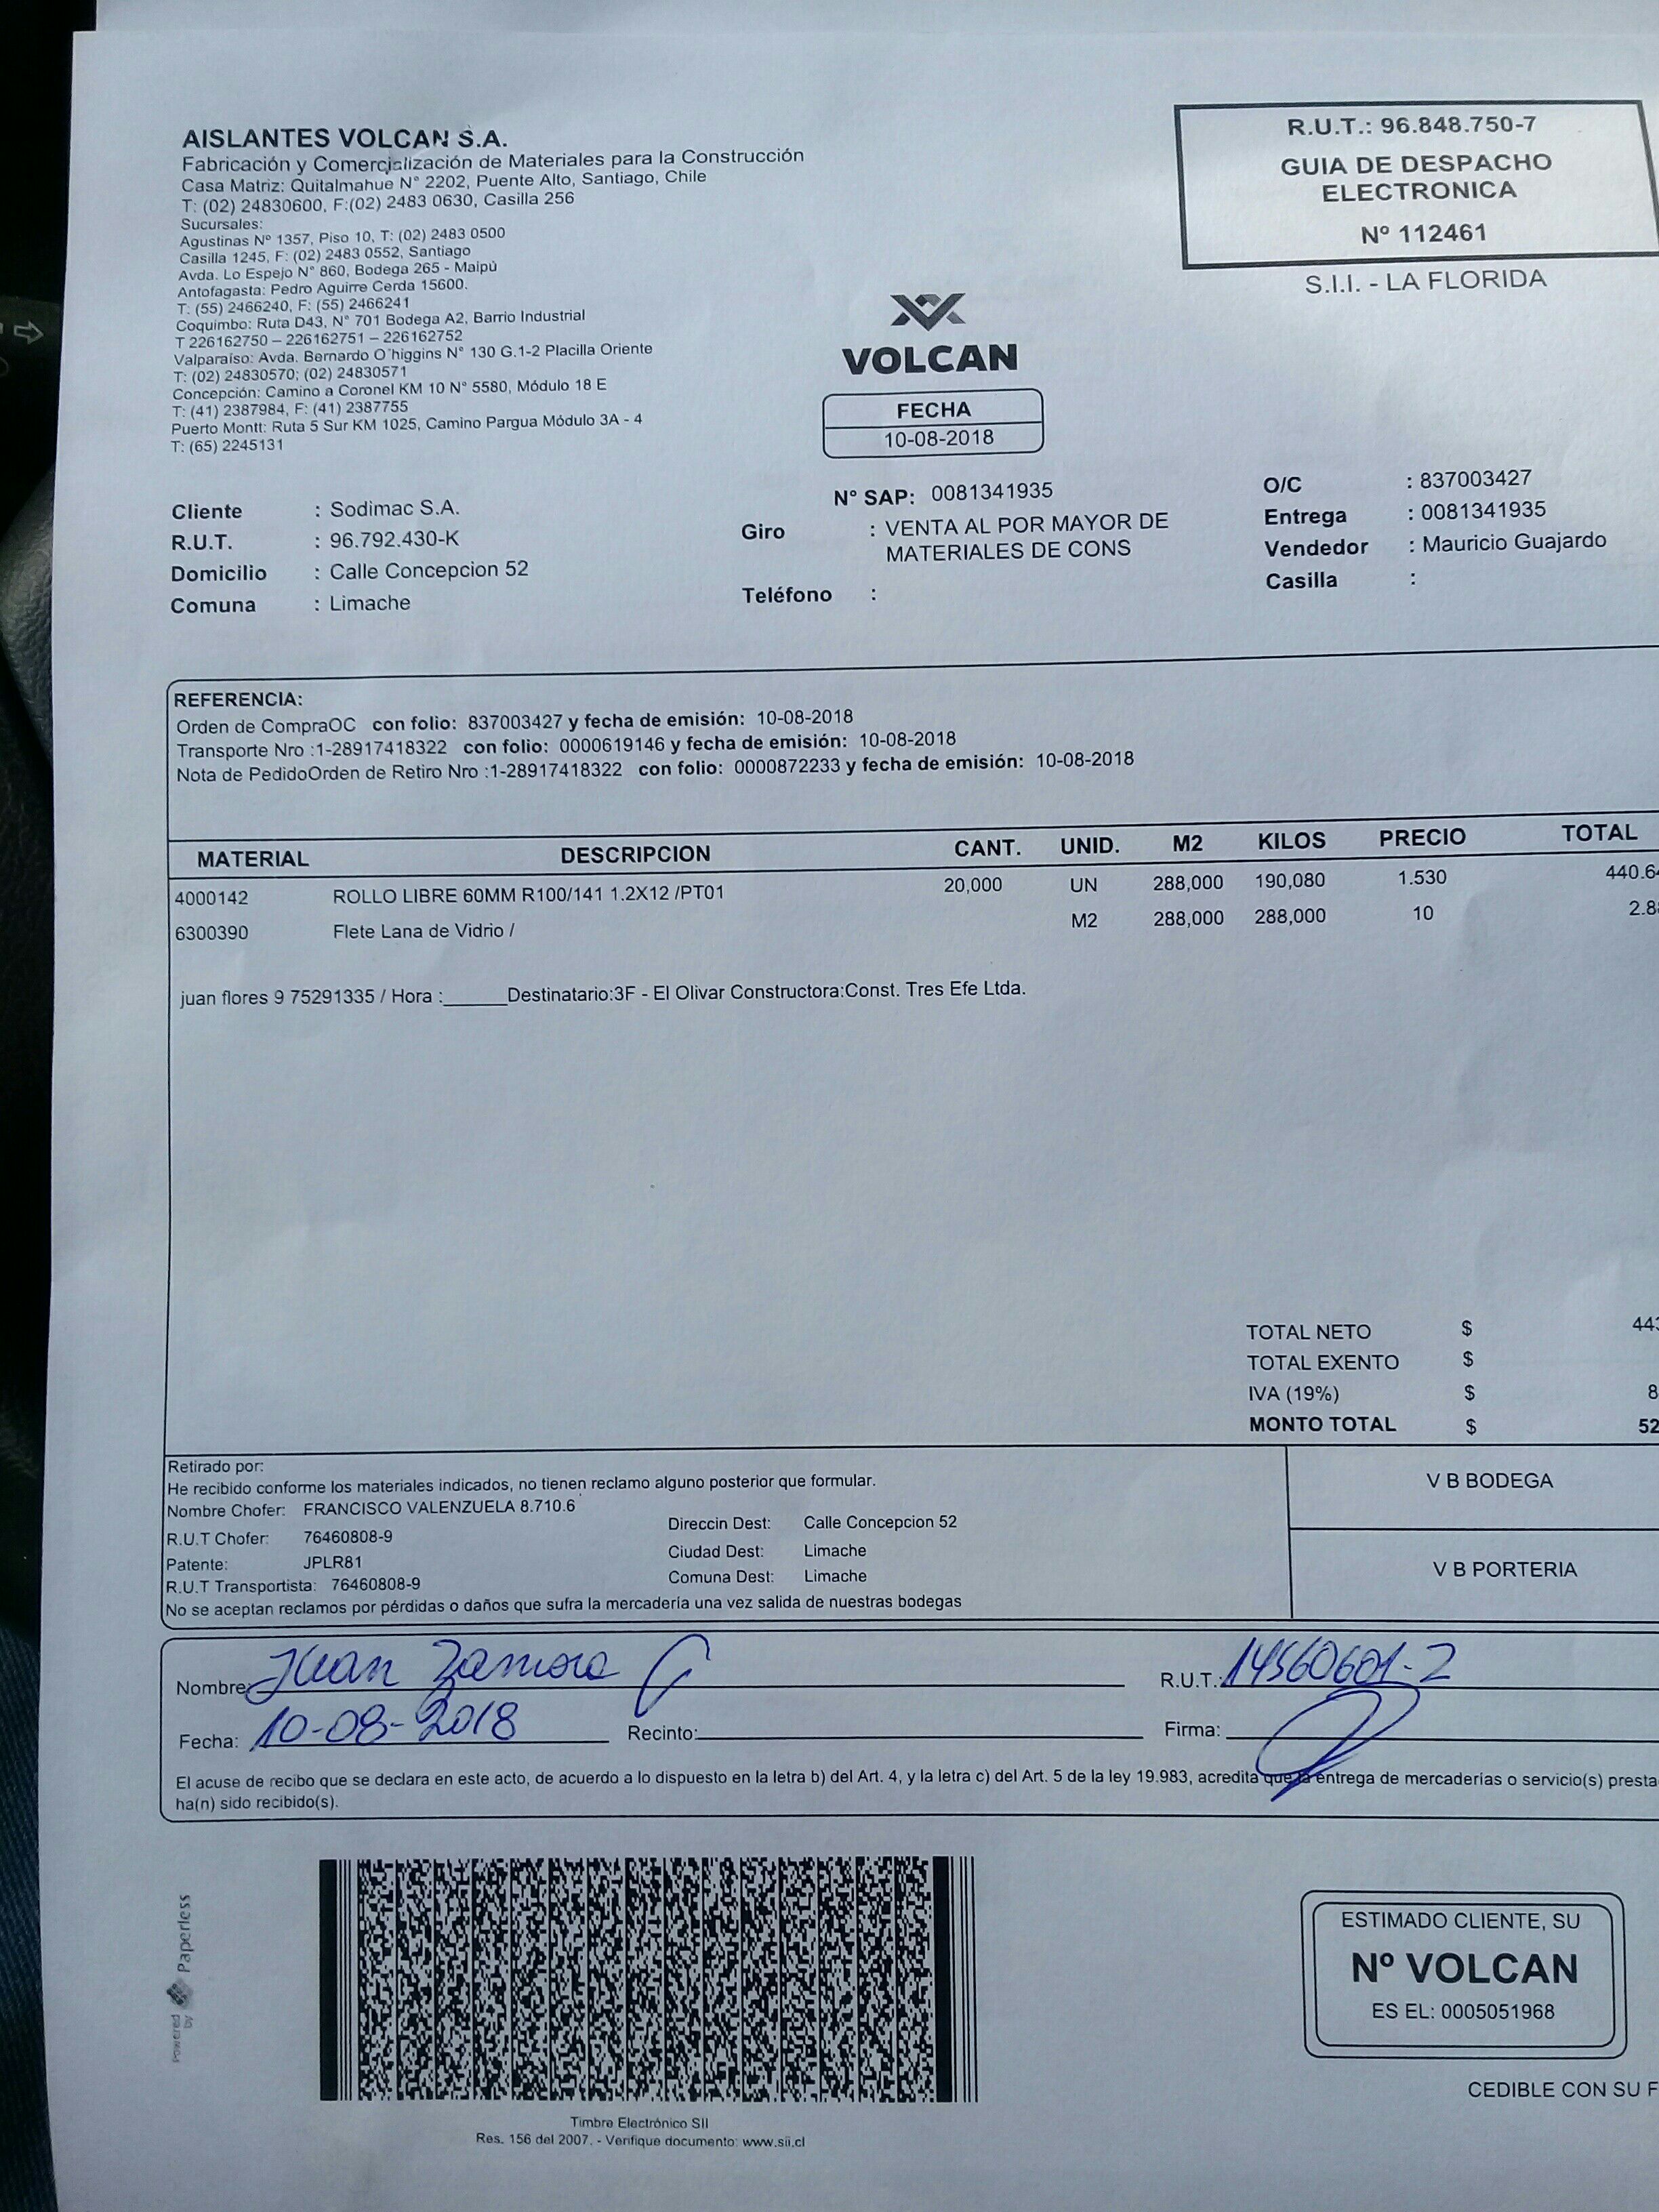 AISLANTES VOLCAN S.A.
Fabricación y Comercialización de Materiales para la Construcción
Casa Matriz: Quitalmahue N° 2202, Puente Alto, Santiago, Chile
T: (02) 24830600, F:(02) 2483 0630, Casilla 256
Sucursales:
Agustinas Nº 1357, Piso 10, T: (02) 2483 0500
Casilla 1245, F: (02) 2483 0552, Santiago
Avda. Lo Espejo N° 860, Bodega 265 - Maipù
Antofagasta: Pedro Aguirre Cerda 15600.
T: (55) 2466240, F: (55) 2466241
Coquimbo: Ruta D43, N° 701 Bodega A2, Barrio Industrial
T 226162750 – 226162751 – 226162752
Valparaíso: Avda. Bernardo O´higgins N° 130 G.1-2 Placilla Oriente
T: (02) 24830570; (02) 24830571
Concepción: Camino a Coronel KM 10 N° 5580, Módulo 18 E
T: (41) 2387984, F: (41) 2387755
Puerto Montt: Ruta 5 Sur KM 1025, Camino Pargua Módulo 3A - 4
T: (65) 2245131
R.U.T.: 96.848.750-7
GUIA DE DESPACHO
ELECTRONICA
Nº 112461
S.I.I. - LA FLORIDA
VOLCAN
FECHA
10-08-2018
Cliente : Sodimac S.A.
R.U.T. : 96.792.430-K
Domicilio : Calle Concepcion 52
Comuna : Limache
N° SAP: 0081341935
Giro : VENTA AL POR MAYOR DE
MATERIALES DE CONS
Teléfono :
O/C : 837003427
Entrega : 0081341935
Vendedor : Mauricio Guajardo
Casilla :
REFERENCIA:
Orden de CompraOC con folio: 837003427 y fecha de emisión: 10-08-2018
Transporte Nro :1-28917418322 con folio: 0000619146 y fecha de emisión: 10-08-2018
Nota de PedidoOrden de Retiro Nro :1-28917418322 con folio: 0000872233 y fecha de emisión: 10-08-2018
MATERIAL DESCRIPCION CANT. UNID. M2 KILOS PRECIO TOTAL
4000142 ROLLO LIBRE 60MM R100/141 1.2X12 /PT01 20,000 UN 288,000 190,080 1.530 440.64
6300390 Flete Lana de Vidrio / M2 288,000 288,000 10 2.8
juan flores 9 75291335 / Hora :______Destinatario:3F - El Olivar Constructora:Const. Tres Efe Ltda.
TOTAL NETO $ 443
TOTAL EXENTO $
IVA (19%) $ 8
MONTO TOTAL $ 52
Retirado por:
He recibido conforme los materiales indicados, no tienen reclamo alguno posterior que formular.
Nombre Chofer: FRANCISCO VALENZUELA 8.710.6
R.U.T Chofer: 76460808-9
Patente: JPLR81
R.U.T Transportista: 76460808-9
Direccin Dest: Calle Concepcion 52
Ciudad Dest: Limache
Comuna Dest: Limache
No se aceptan reclamos por pérdidas o daños que sufra la mercadería una vez salida de nuestras bodegas
V B BODEGA
V B PORTERIA
Nombre: Juan Zamora C R.U.T.: 14560601-2
Fecha: 10-08-2018 Recinto: Firma:
El acuse de recibo que se declara en este acto, de acuerdo a lo dispuesto en la letra b) del Art. 4, y la letra c) del Art. 5 de la ley 19.983, acredita que la entrega de mercaderías o servicio(s) presta
ha(n) sido recibido(s).
Powered by Paperless
Timbre Electrónico SII
Res. 156 del 2007. - Verifique documento: www.sii.cl
ESTIMADO CLIENTE, SU
Nº VOLCAN
ES EL: 0005051968
CEDIBLE CON SU F